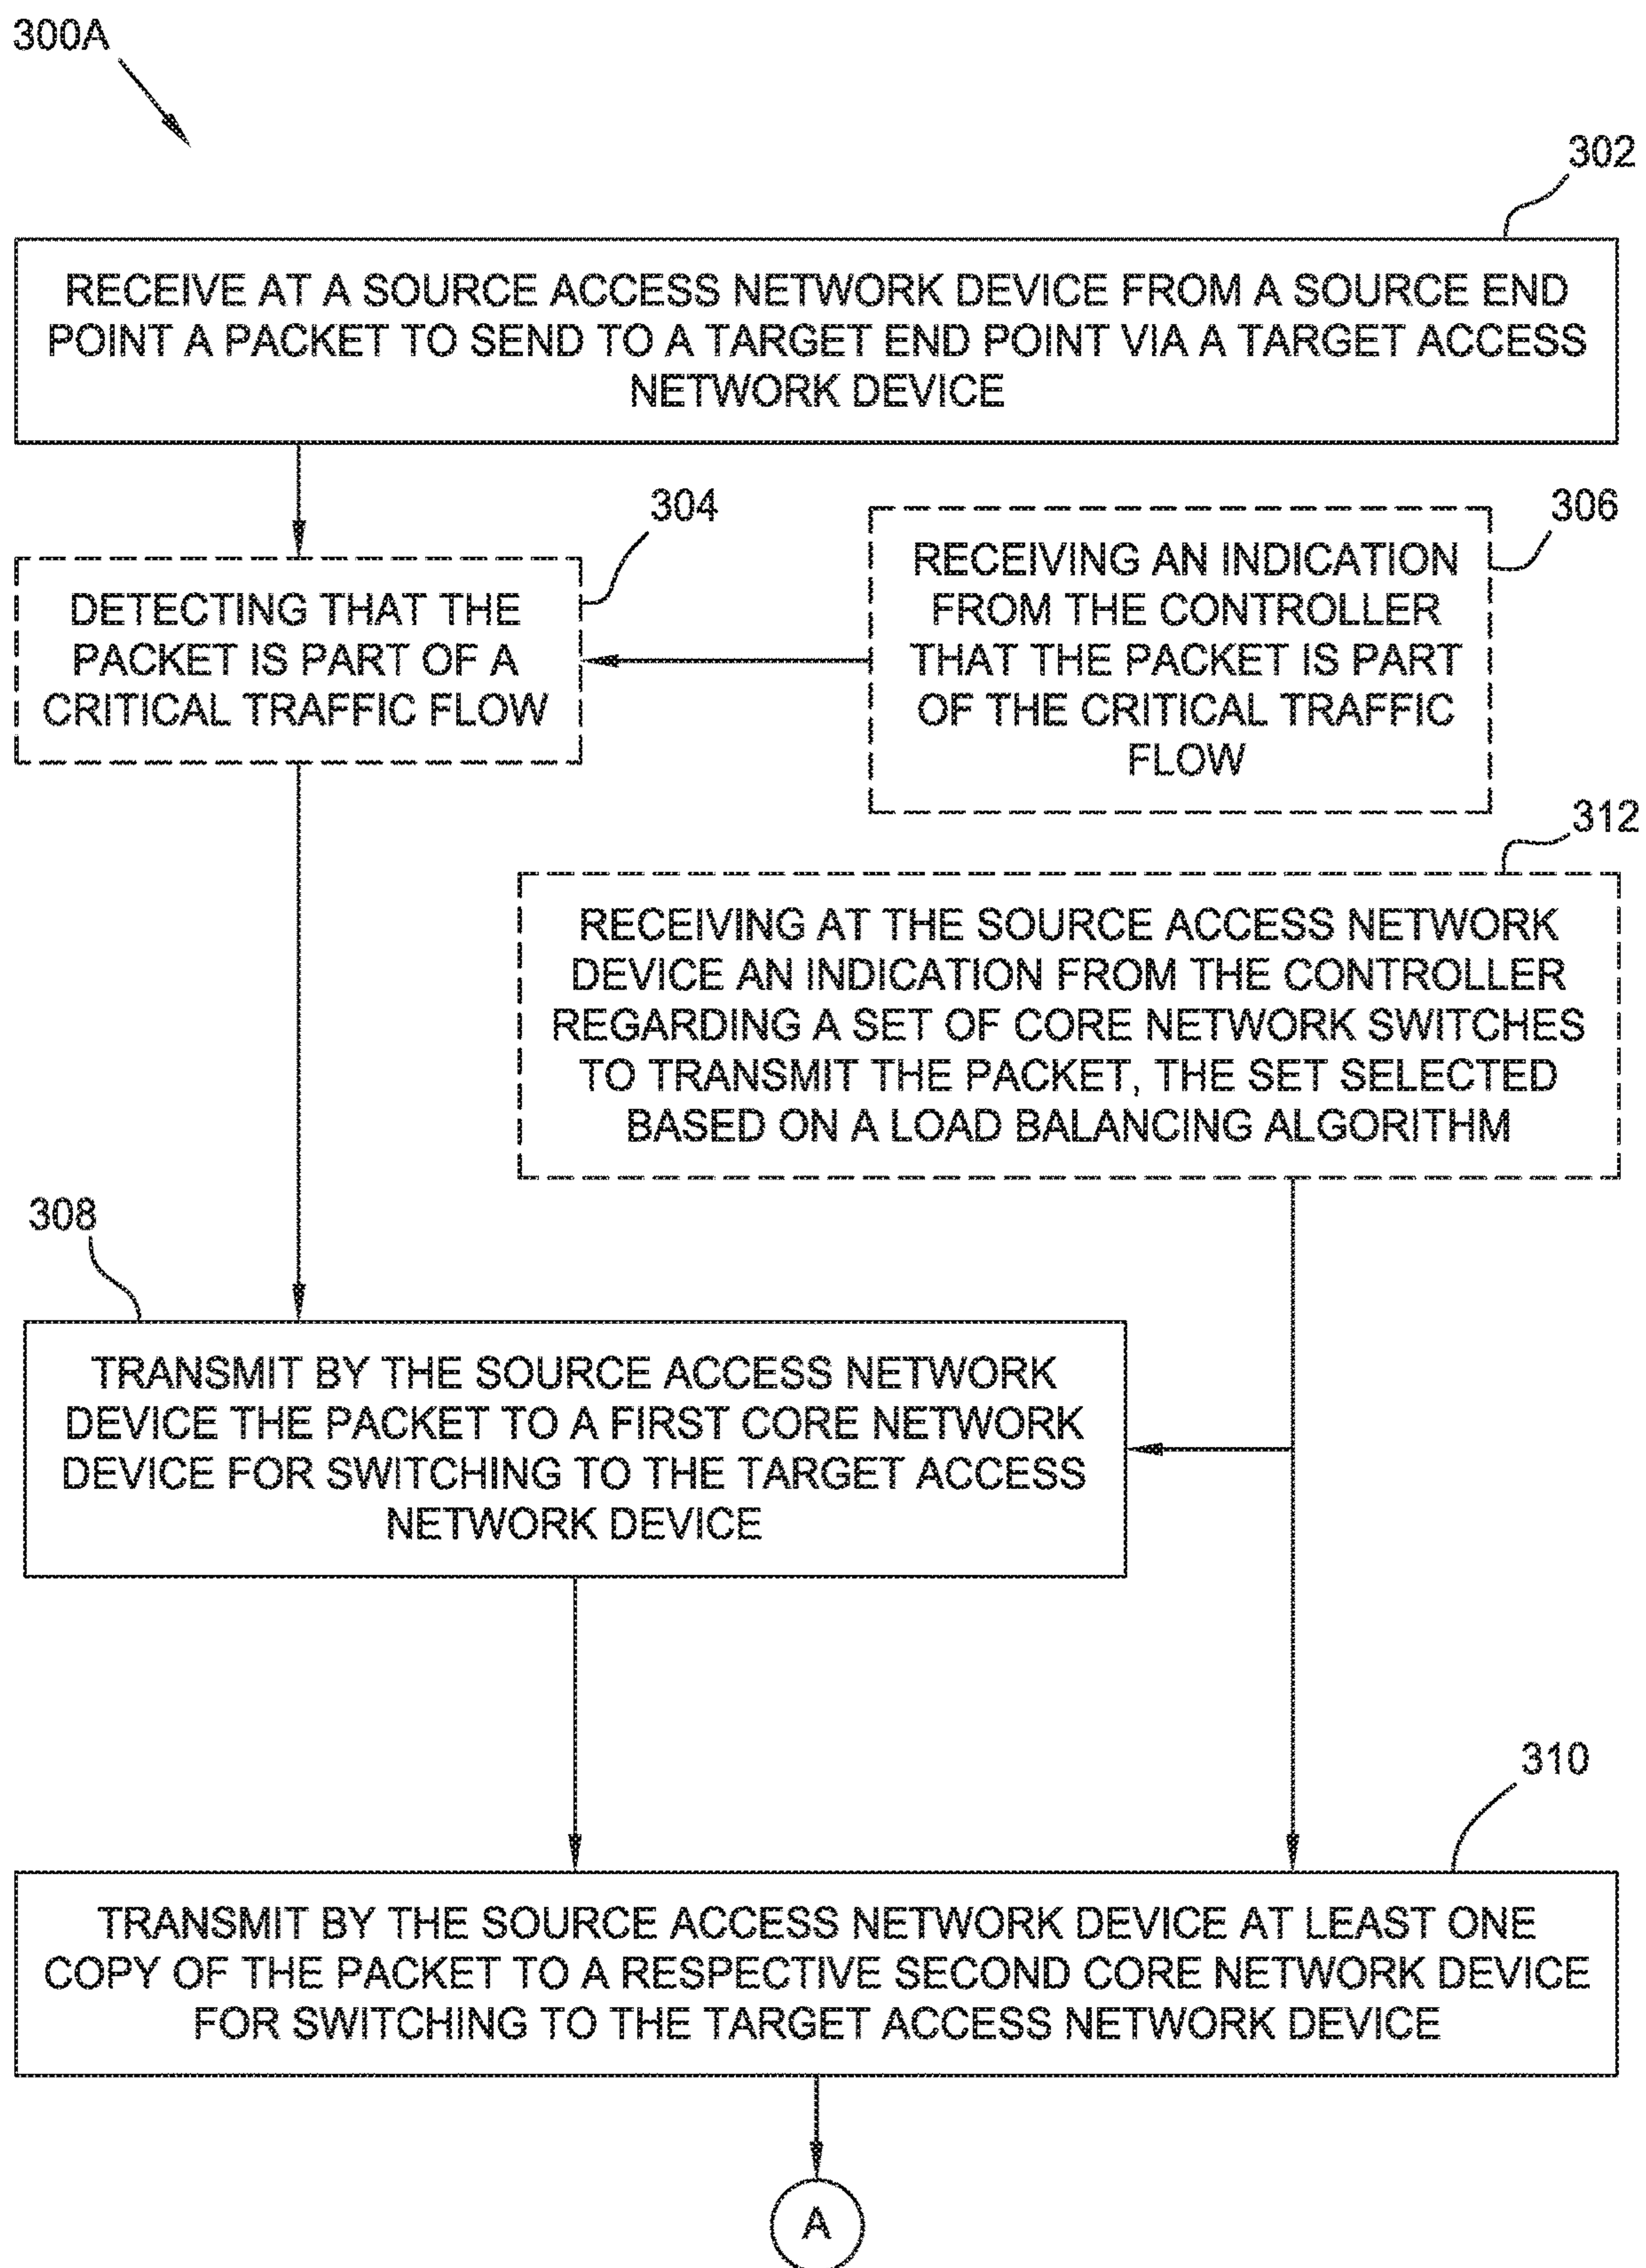 300A
302
RECEIVE AT A SOURCE ACCESS NETWORK DEVICE FROM A SOURCE END
POINT A PACKET TO SEND TO A TARGET END POINT VIA A TARGET ACCESS
NETWORK DEVICE
304
DETECTING THAT THE
PACKET IS PART OF A
CRITICAL TRAFFIC FLOW
306
RECEIVING AN INDICATION
FROM THE CONTROLLER
THAT THE PACKET IS PART
OF THE CRITICAL TRAFFIC
FLOW
312
RECEIVING AT THE SOURCE ACCESS NETWORK
DEVICE AN INDICATION FROM THE CONTROLLER
REGARDING A SET OF CORE NETWORK SWITCHES
TO TRANSMIT THE PACKET, THE SET SELECTED
BASED ON A LOAD BALANCING ALGORITHM
308
TRANSMIT BY THE SOURCE ACCESS NETWORK
DEVICE THE PACKET TO A FIRST CORE NETWORK
DEVICE FOR SWITCHING TO THE TARGET ACCESS
NETWORK DEVICE
310
TRANSMIT BY THE SOURCE ACCESS NETWORK DEVICE AT LEAST ONE
COPY OF THE PACKET TO A RESPECTIVE SECOND CORE NETWORK DEVICE
FOR SWITCHING TO THE TARGET ACCESS NETWORK DEVICE
A